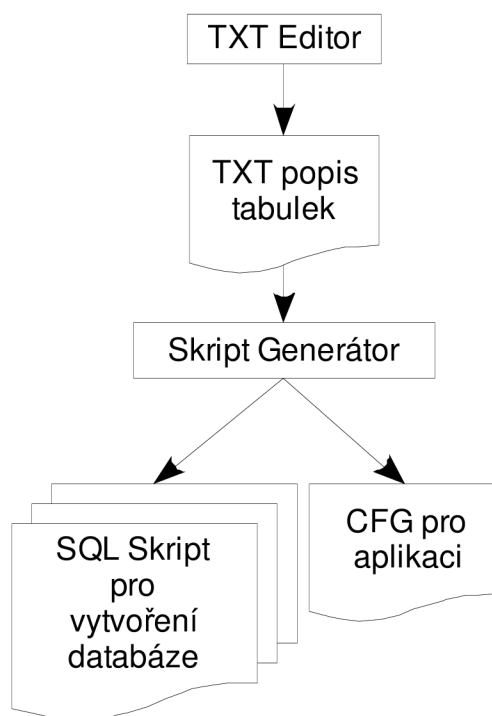 TXT Editor
TXT popis
tabulek
Skript Generátor
SQL Skript
pro
vytvoření
databáze
CFG pro
aplikaci